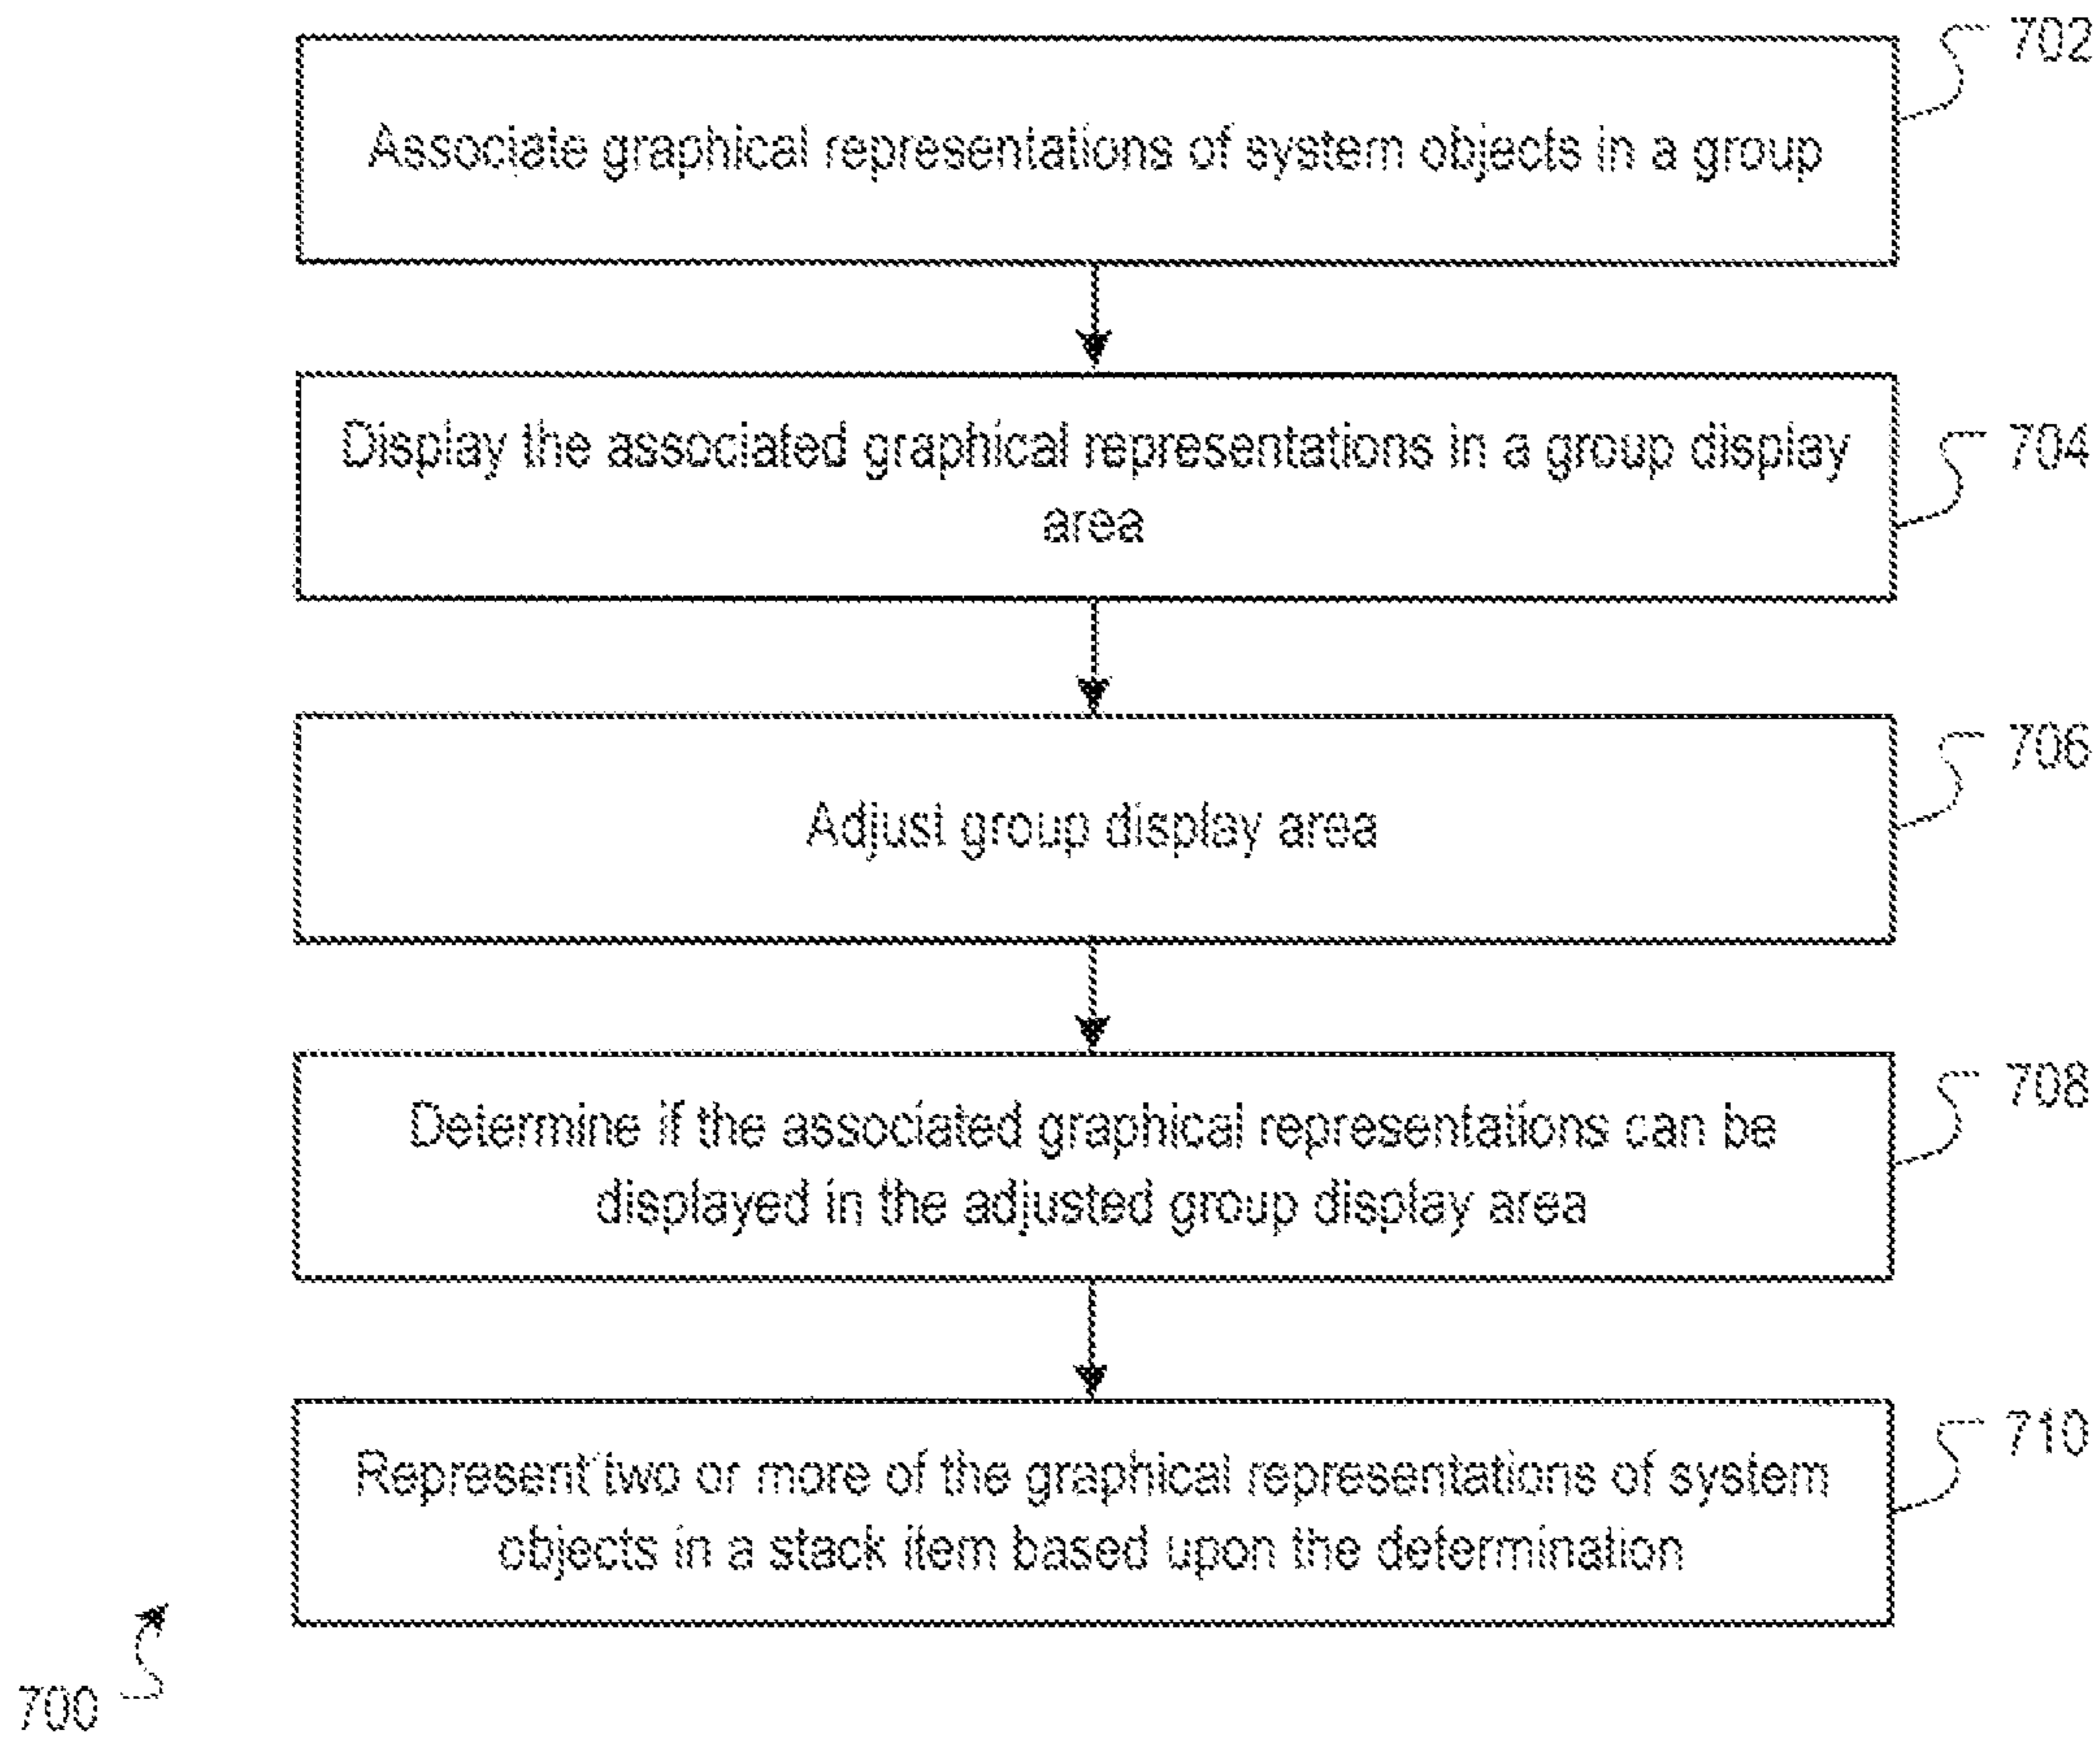 702
Associate graphical representations of system objects in a group
Display the associated graphical representations in a group display
area
704
Adjust group display area
706
Determine if the associated graphical representations can be
displayed in the adjusted group display area
708
Represent two or more of the graphical representations of system
objects in a stack item based upon the determination
710
700